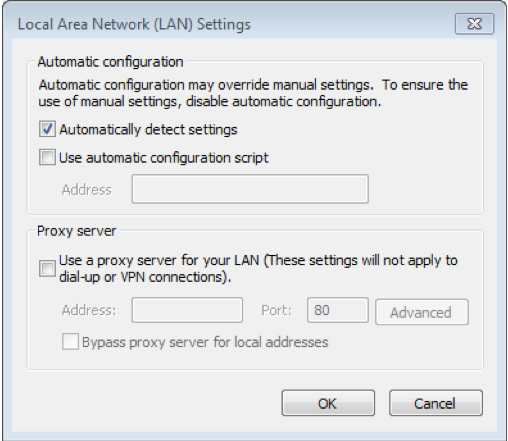 Local Area Network (LAN) Settings
Automatic configuration
Automatic configuration may override manual settings. To ensure the
use of manual settings, disable automatic configuration.
Automatically detect settings
Use automatic configuration script
Address
Proxy server
Use a proxy server for your LAN (These settings will not apply to
dial-up or VPN connections).
Address: Port: 80 Advanced
Bypass proxy server for local addresses
OK Cancel